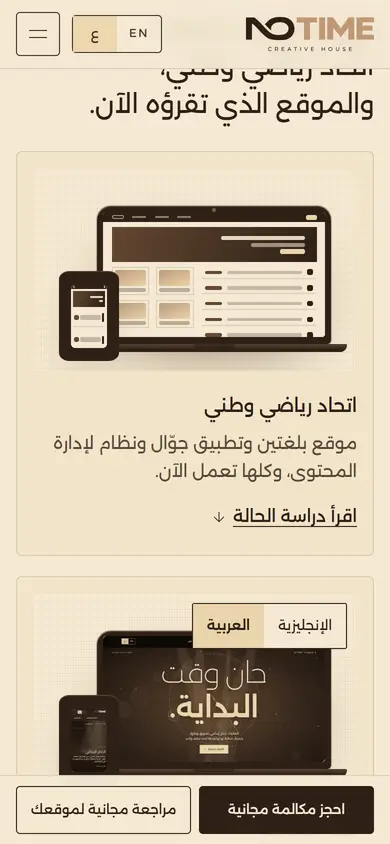 ع EN
NOTIME
CREATIVE HOUSE
اتحاد رياضي وطني،
والموقع الذي تقرؤه الآن.
اتحاد رياضي وطني
موقع بلغتين وتطبيق جوّال ونظام لإدارة
المحتوى، وكلها تعمل الآن.
اقرأ دراسة الحالة ↓
الإنجليزية العربية
حان وقت
البداية.
احجز مكالمة مجانية
مراجعة مجانية لموقعك